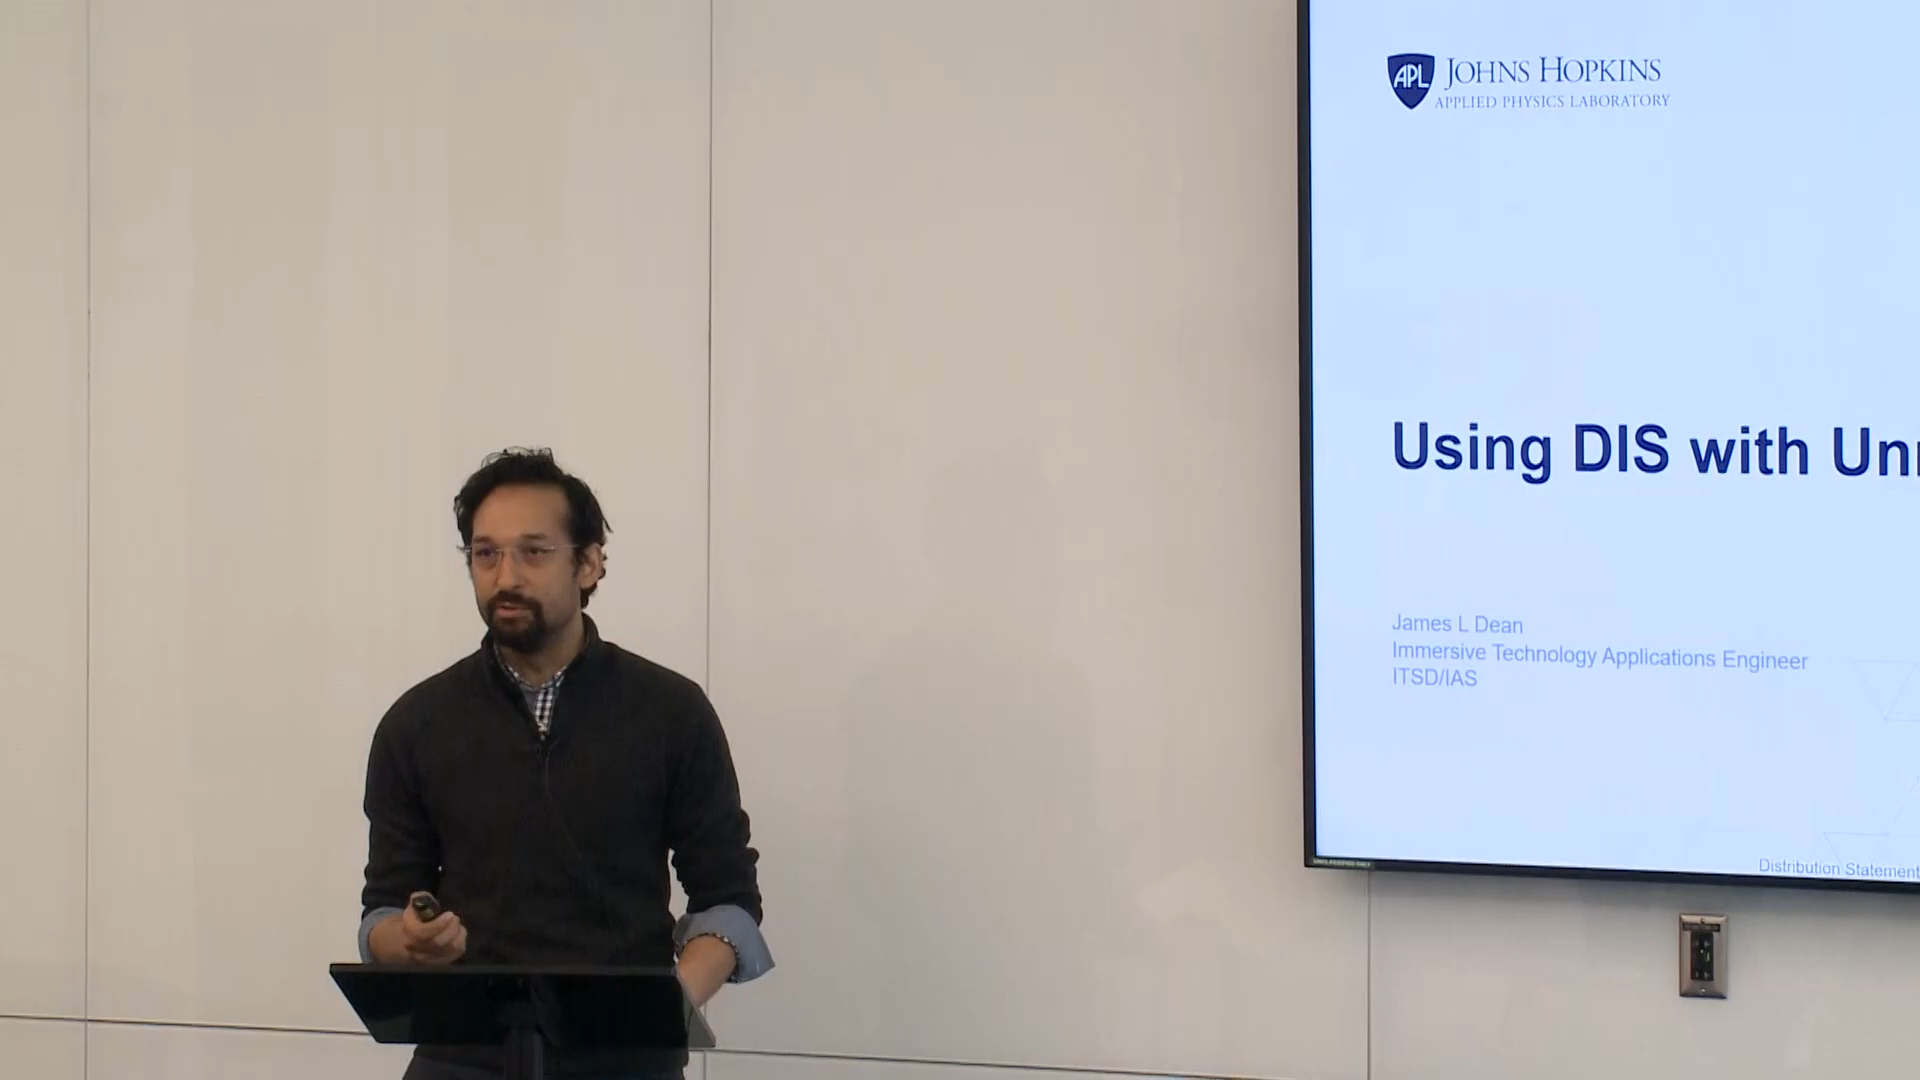 APL JOHNS HOPKINS
APPLIED PHYSICS LABORATORY
Using DIS with Un
James L Dean
Immersive Technology Applications Engineer
ITSD/IAS
Distribution Statement